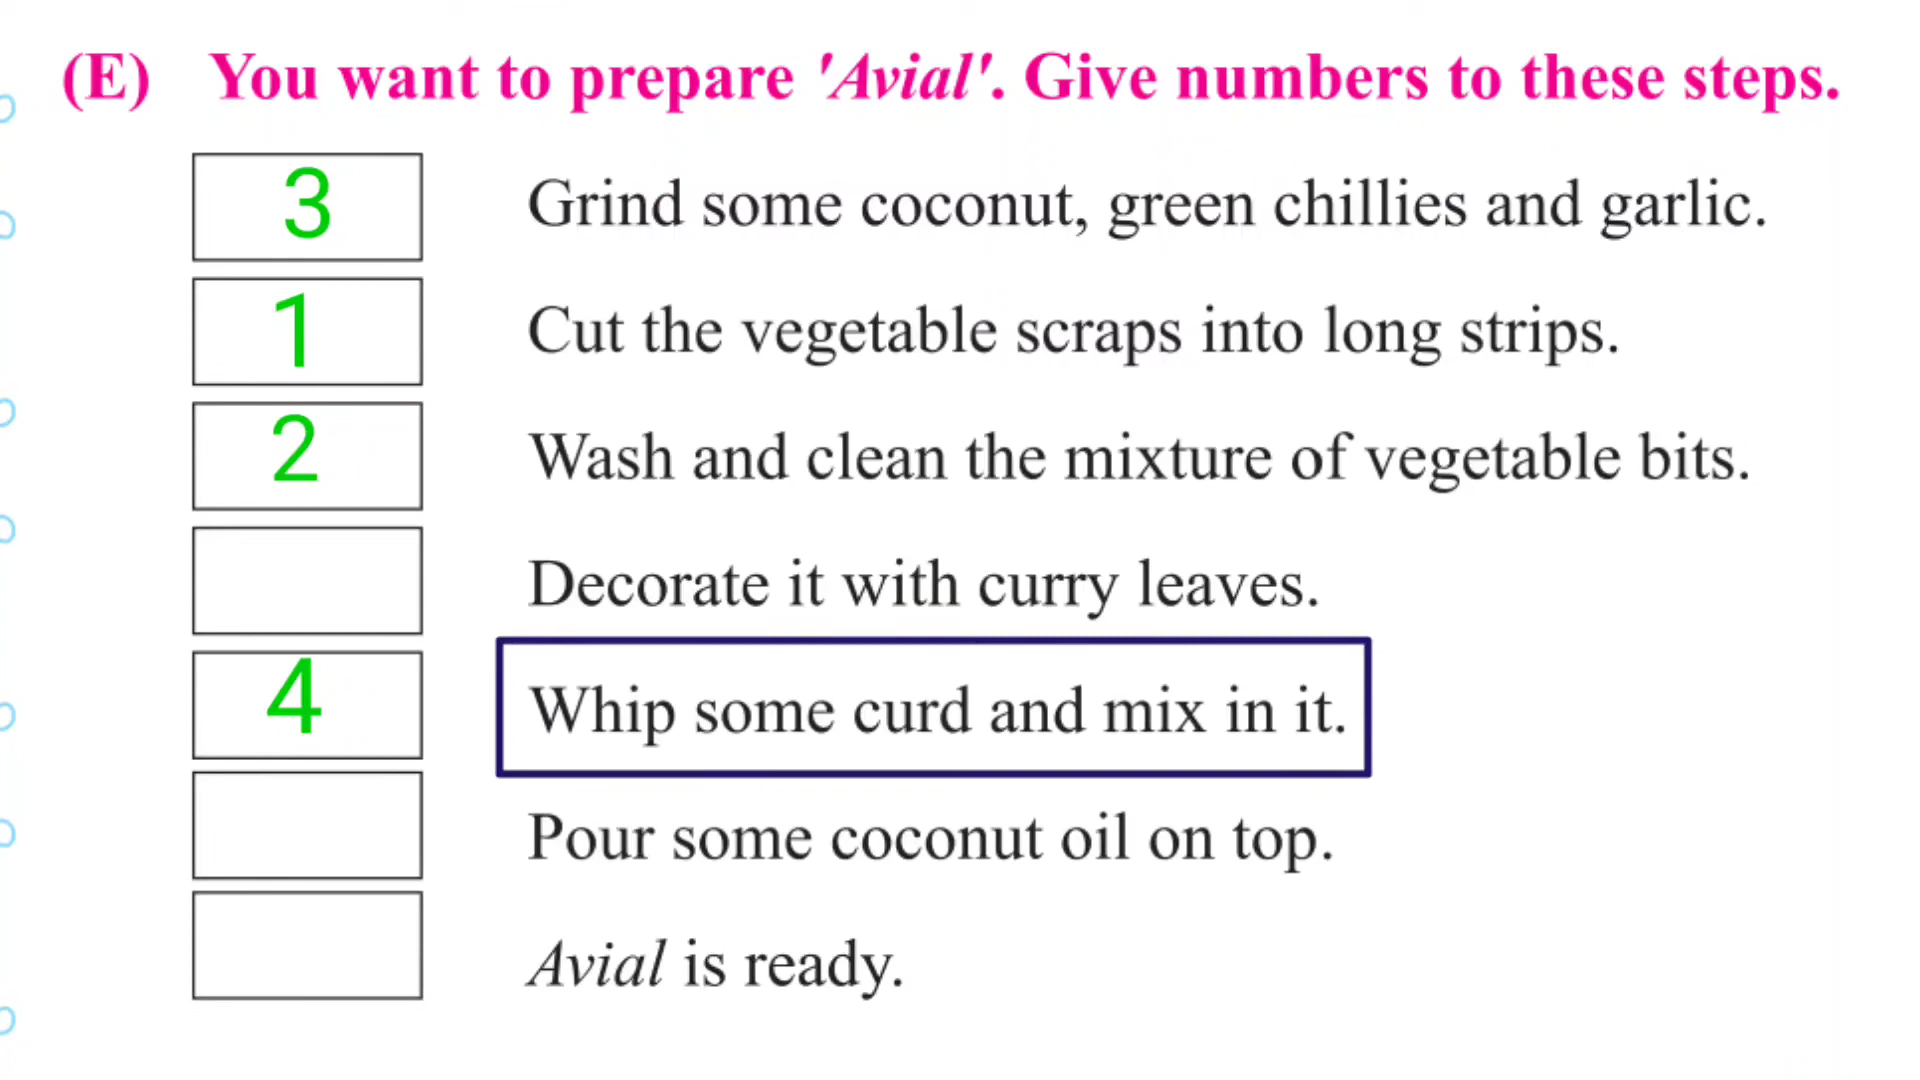 (E) You want to prepare 'Avial'. Give numbers to these steps.
3 Grind some coconut, green chillies and garlic.
1 Cut the vegetable scraps into long strips.
2 Wash and clean the mixture of vegetable bits.
Decorate it with curry leaves.
4 Whip some curd and mix in it.
Pour some coconut oil on top.
Avial is ready.